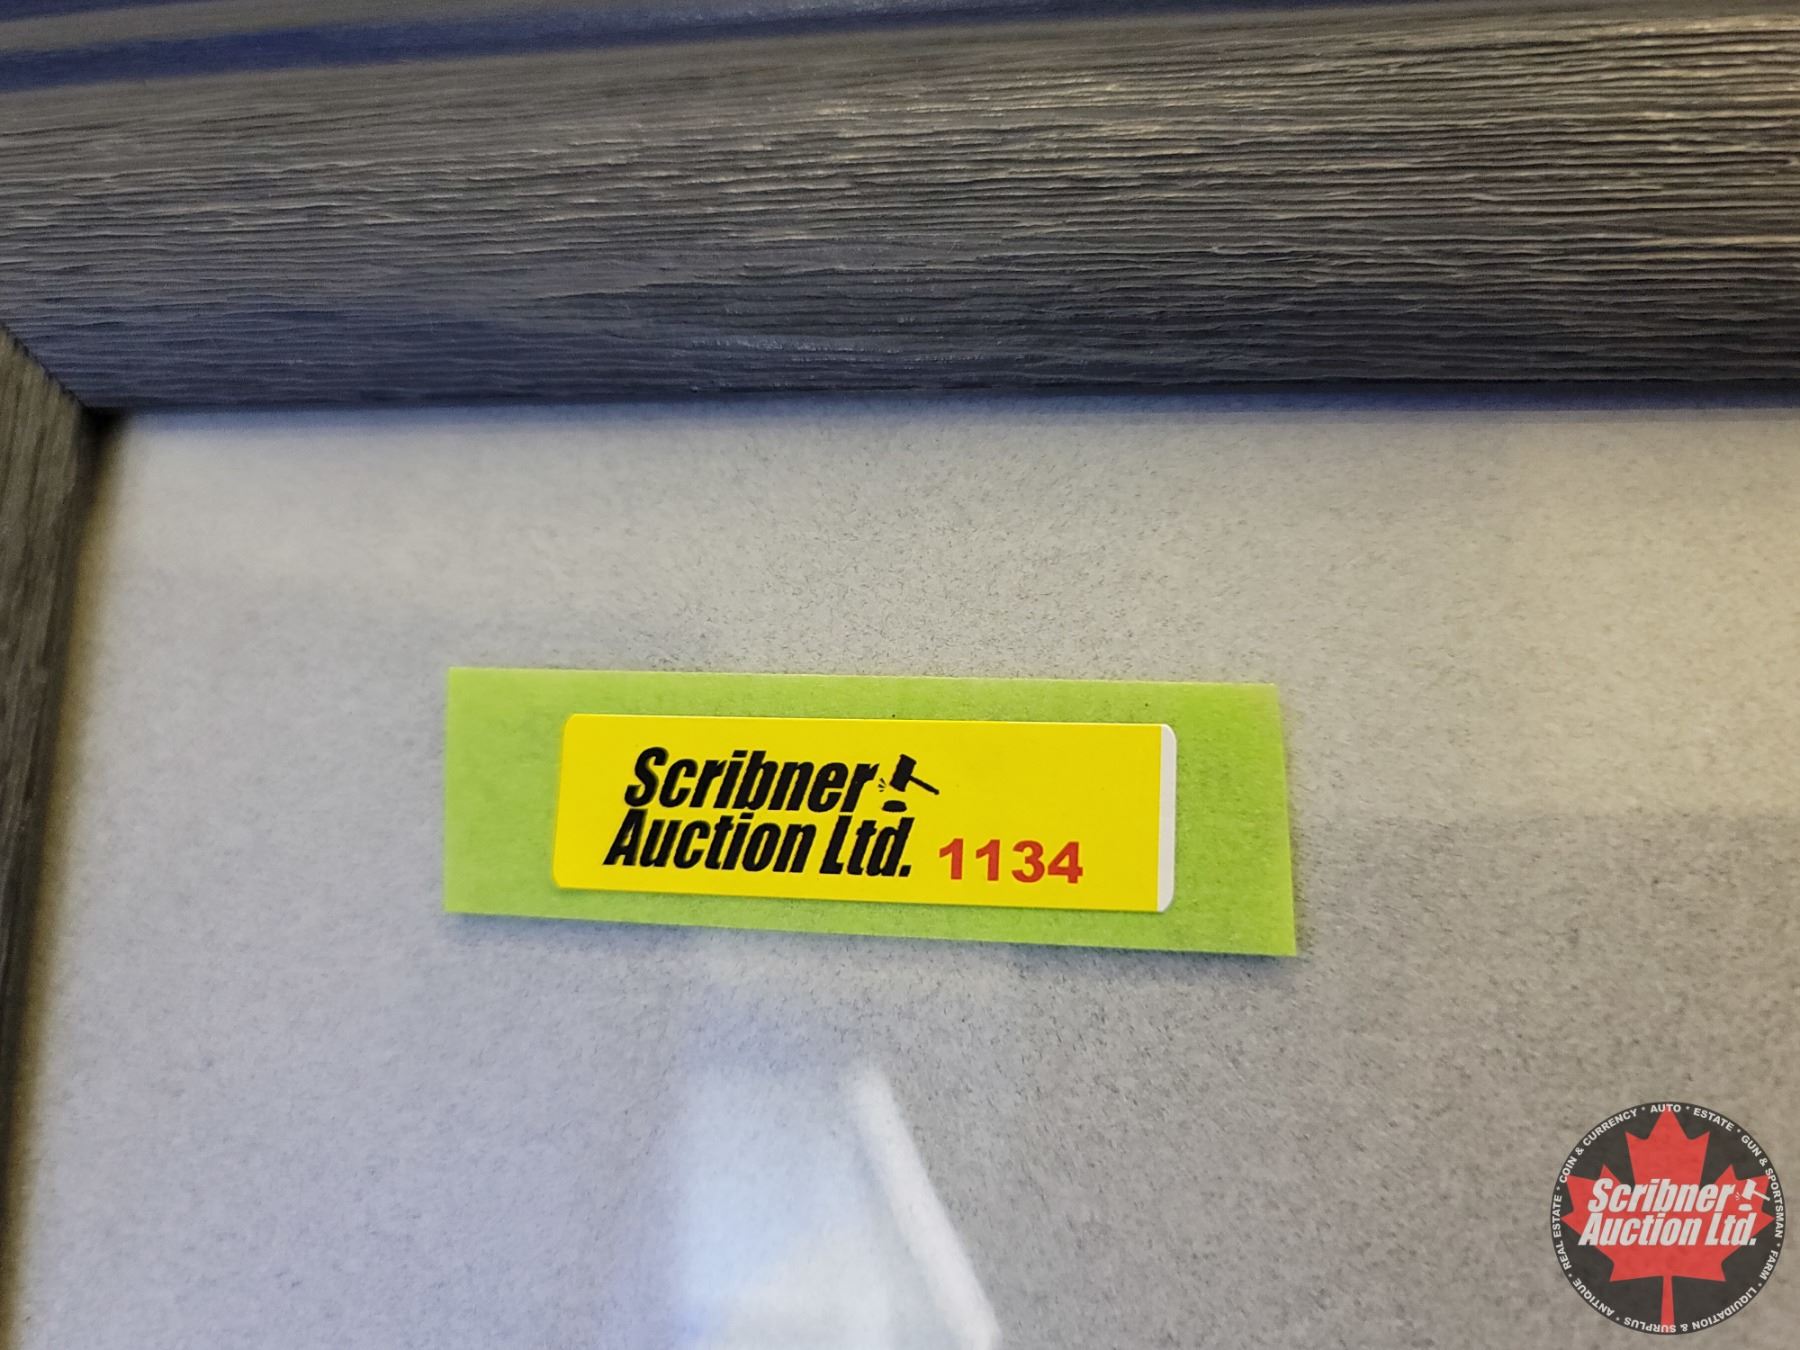 Scribner
Auction Ltd. 1134
COIN & CURRENCY * AUTO * ESTATE * GUN & SPORTSMAN * FARM * LIQUIDATION & SURPLUS * ANTIQUE * REAL ESTATE *
Scribner
Auction Ltd.